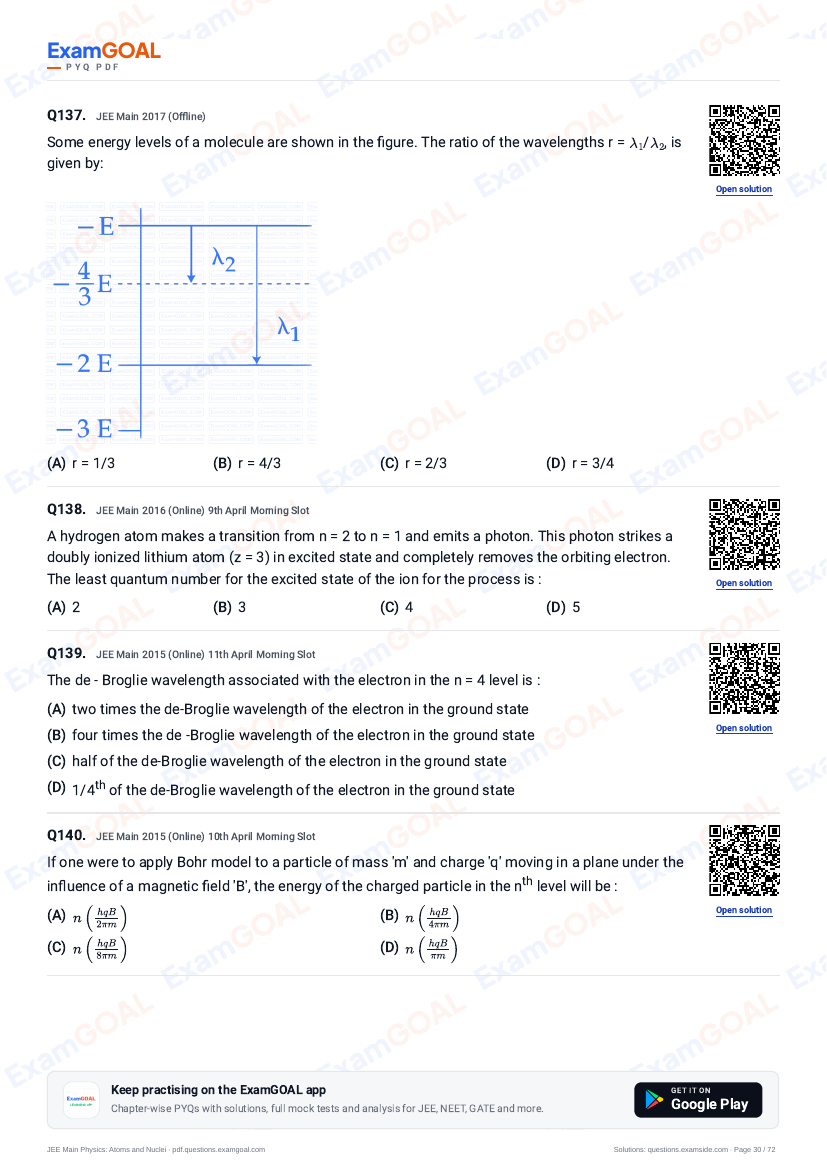 ExamGOAL
PYQ PDF
Q137. JEE Main 2017 (Offline)
Some energy levels of a molecule are shown in the figure. The ratio of the wavelengths r = λ₁/λ₂, is
given by:
Open solution
− E
λ₂
− 4/3 E
λ₁
− 2 E
− 3 E
(A) r = 1/3 (B) r = 4/3 (C) r = 2/3 (D) r = 3/4
Q138. JEE Main 2016 (Online) 9th April Morning Slot
A hydrogen atom makes a transition from n = 2 to n = 1 and emits a photon. This photon strikes a
doubly ionized lithium atom (z = 3) in excited state and completely removes the orbiting electron.
The least quantum number for the excited state of the ion for the process is :
Open solution
(A) 2 (B) 3 (C) 4 (D) 5
Q139. JEE Main 2015 (Online) 11th April Morning Slot
The de - Broglie wavelength associated with the electron in the n = 4 level is :
(A) two times the de-Broglie wavelength of the electron in the ground state
Open solution
(B) four times the de -Broglie wavelength of the electron in the ground state
(C) half of the de-Broglie wavelength of the electron in the ground state
(D) 1/4th of the de-Broglie wavelength of the electron in the ground state
Q140. JEE Main 2015 (Online) 10th April Morning Slot
If one were to apply Bohr model to a particle of mass 'm' and charge 'q' moving in a plane under the
influence of a magnetic field 'B', the energy of the charged particle in the nth level will be :
Open solution
(A) n (hqB/2πm) (B) n (hqB/4πm)
(C) n (hqB/8πm) (D) n (hqB/πm)
Keep practising on the ExamGOAL app
Chapter-wise PYQs with solutions, full mock tests and analysis for JEE, NEET, GATE and more.
ExamGOAL
GET IT ON
Google Play
JEE Main Physics: Atoms and Nuclei · pdf.questions.examgoal.com
Solutions: questions.examside.com · Page 30 / 72